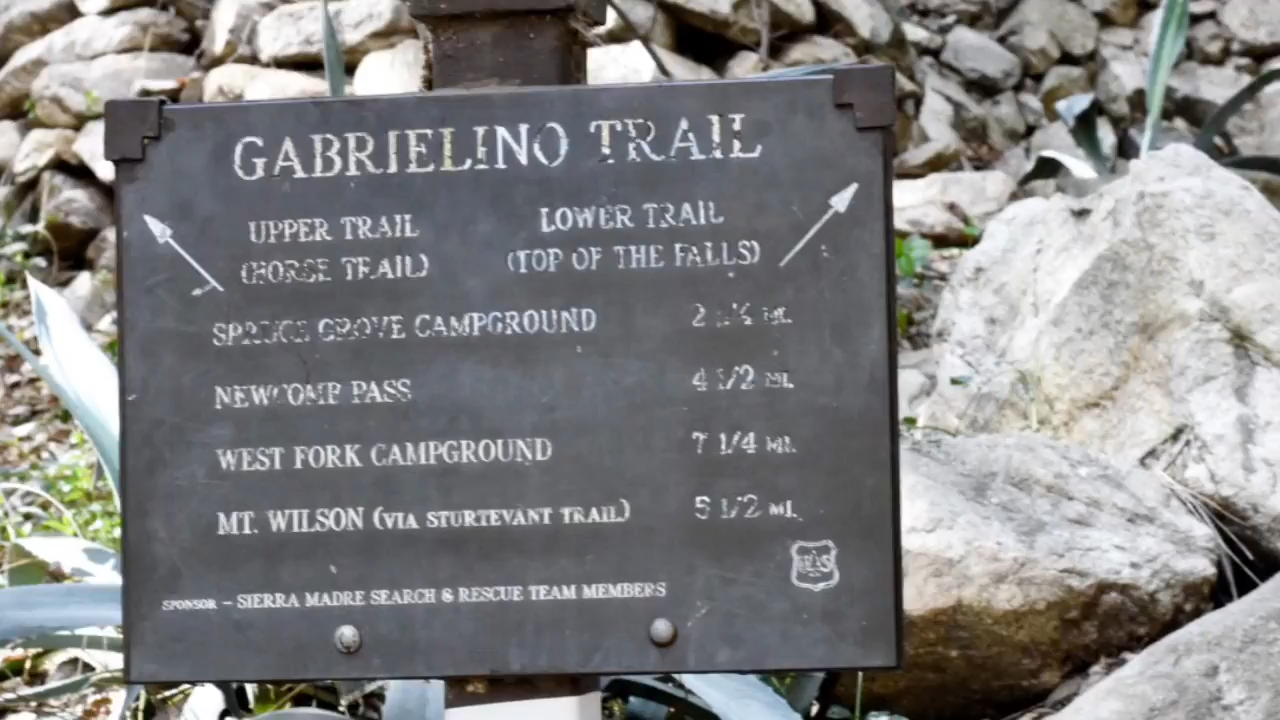 GABRIELINO TRAIL
UPPER TRAIL LOWER TRAIL
(HORSE TRAIL) (TOP OF THE FALLS)
SPRUCE GROVE CAMPGROUND 2 MI.
NEWCOMB PASS 4 1/2 MI.
WEST FORK CAMPGROUND 7 1/4 MI.
MT. WILSON (VIA STURTEVANT TRAIL) 5 1/2 MI.
SPONSOR – SIERRA MADRE SEARCH & RESCUE TEAM MEMBERS